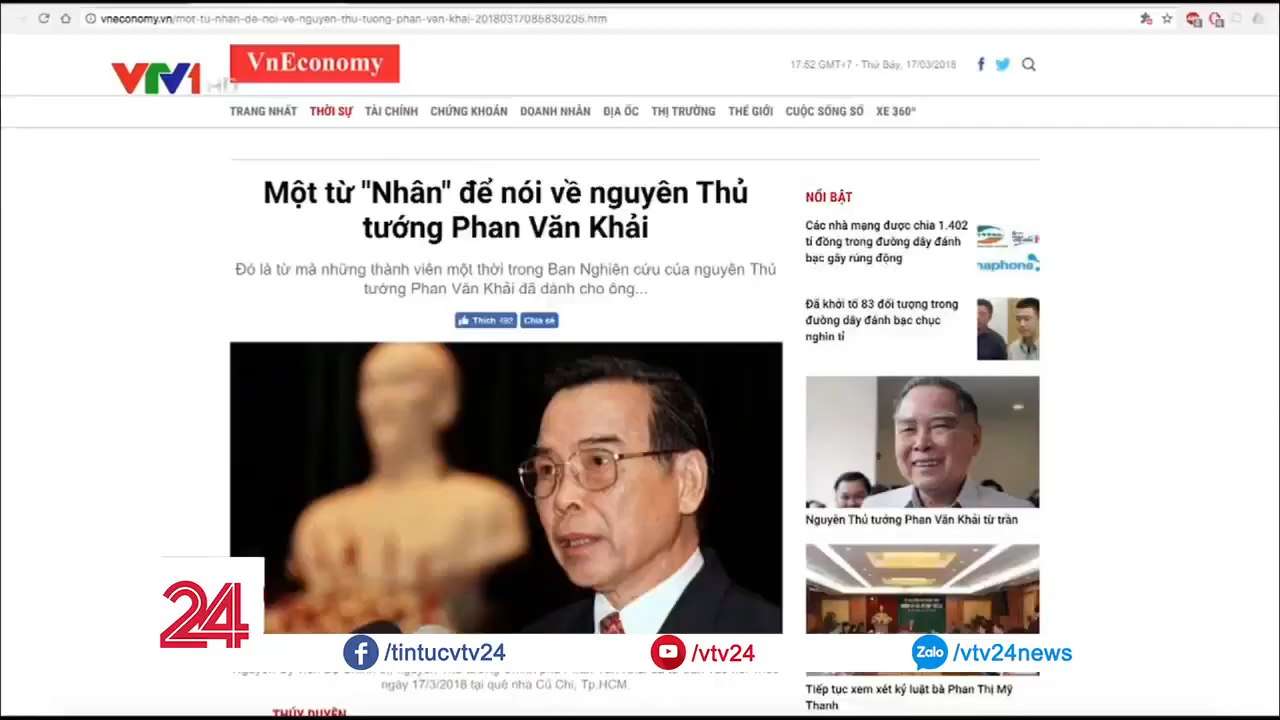 vneconomy.vn/mot-tu-nhan-de-noi-ve-nguyen-thu-tuong-phan-van-khai-20180317085830205.htm
VTV1 HD
VnEconomy
17:52 GMT+7 - Thứ Bảy, 17/03/2018
TRANG NHẤT THỜI SỰ TÀI CHÍNH CHỨNG KHOÁN DOANH NHÂN ĐỊA ỐC THỊ TRƯỜNG THẾ GIỚI CUỘC SỐNG SỐ XE 360°
Một từ "Nhân" để nói về nguyên Thủ
tướng Phan Văn Khải
Đó là từ mà những thành viên một thời trong Ban Nghiên cứu của nguyên Thủ
tướng Phan Văn Khải đã dành cho ông...
Thích 492 Chia sẻ
NỔI BẬT
Các nhà mạng được chia 1.402
tỉ đồng trong đường dây đánh
bạc gây rúng động
Đã khởi tố 83 đối tượng trong
đường dây đánh bạc chục
nghìn tỉ
Nguyên Thủ tướng Phan Văn Khải từ trần
24
/tintucvtv24
/vtv24
Zalo /vtv24news
ngày 17/3/2018 tại quê nhà Củ Chi, Tp.HCM.
Tiếp tục xem xét kỷ luật bà Phan Thị Mỹ
Thanh
THÚY DUYÊN